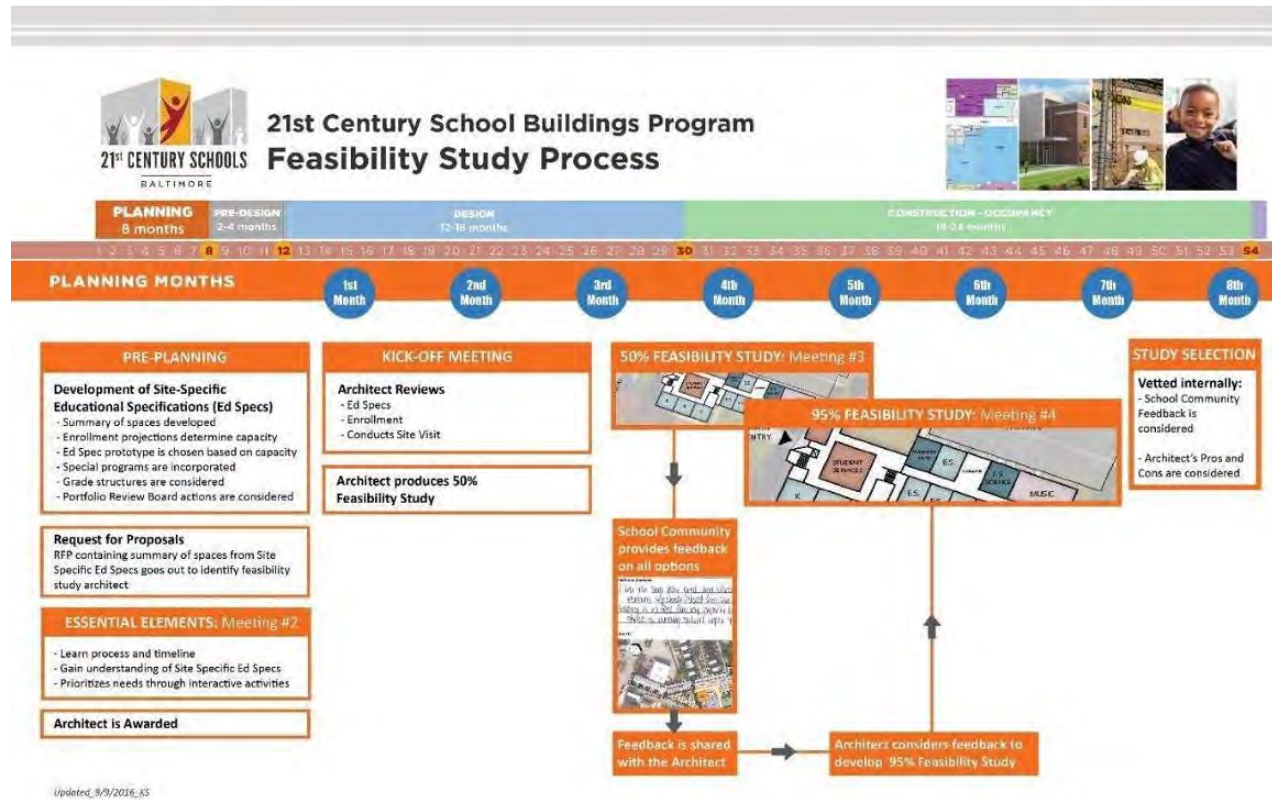 21st CENTURY SCHOOLS
BALTIMORE
21st Century School Buildings Program
Feasibility Study Process
PLANNING
8 months
PRE-DESIGN
2-4 months
DESIGN
12-18 months
CONSTRUCTION - OCCUPANCY
18-24 months
1 2 3 4 5 6 7 8 9 10 11 12 13 14 15 16 17 18 19 20 21 22 23 24 25 26 27 28 29 30 31 32 33 34 35 36 37 38 39 40 41 42 43 44 45 46 47 48 49 50 51 52 53 54
PLANNING MONTHS
1st
Month
2nd
Month
3rd
Month
4th
Month
5th
Month
6th
Month
7th
Month
8th
Month
PRE-PLANNING
Development of Site-Specific
Educational Specifications (Ed Specs)
- Summary of spaces developed
- Enrollment projections determine capacity
- Ed Spec prototype is chosen based on capacity
- Special programs are incorporated
- Grade structures are considered
- Portfolio Review Board actions are considered
Request for Proposals
RFP containing summary of spaces from Site
Specific Ed Specs goes out to identify feasibility
study architect
ESSENTIAL ELEMENTS: Meeting #2
- Learn process and timeline
- Gain understanding of Site Specific Ed Specs
- Prioritizes needs through interactive activities
Architect is Awarded
KICK-OFF MEETING
Architect Reviews
- Ed Specs
- Enrollment
- Conducts Site Visit
Architect produces 50%
Feasibility Study
50% FEASIBILITY STUDY: Meeting #3
School Community
provides feedback
on all options
Feedback is shared
with the Architect
Architect considers feedback to
develop 95% Feasibility Study
95% FEASIBILITY STUDY: Meeting #4
NTRY
STUDENT
SERVICES
E.S.
E.S.
SCIENCE
MUSIC
K
E.S.
STUDY SELECTION
Vetted internally:
- School Community
Feedback is
considered
- Architect's Pros and
Cons are considered
Updated_9/9/2016_KS